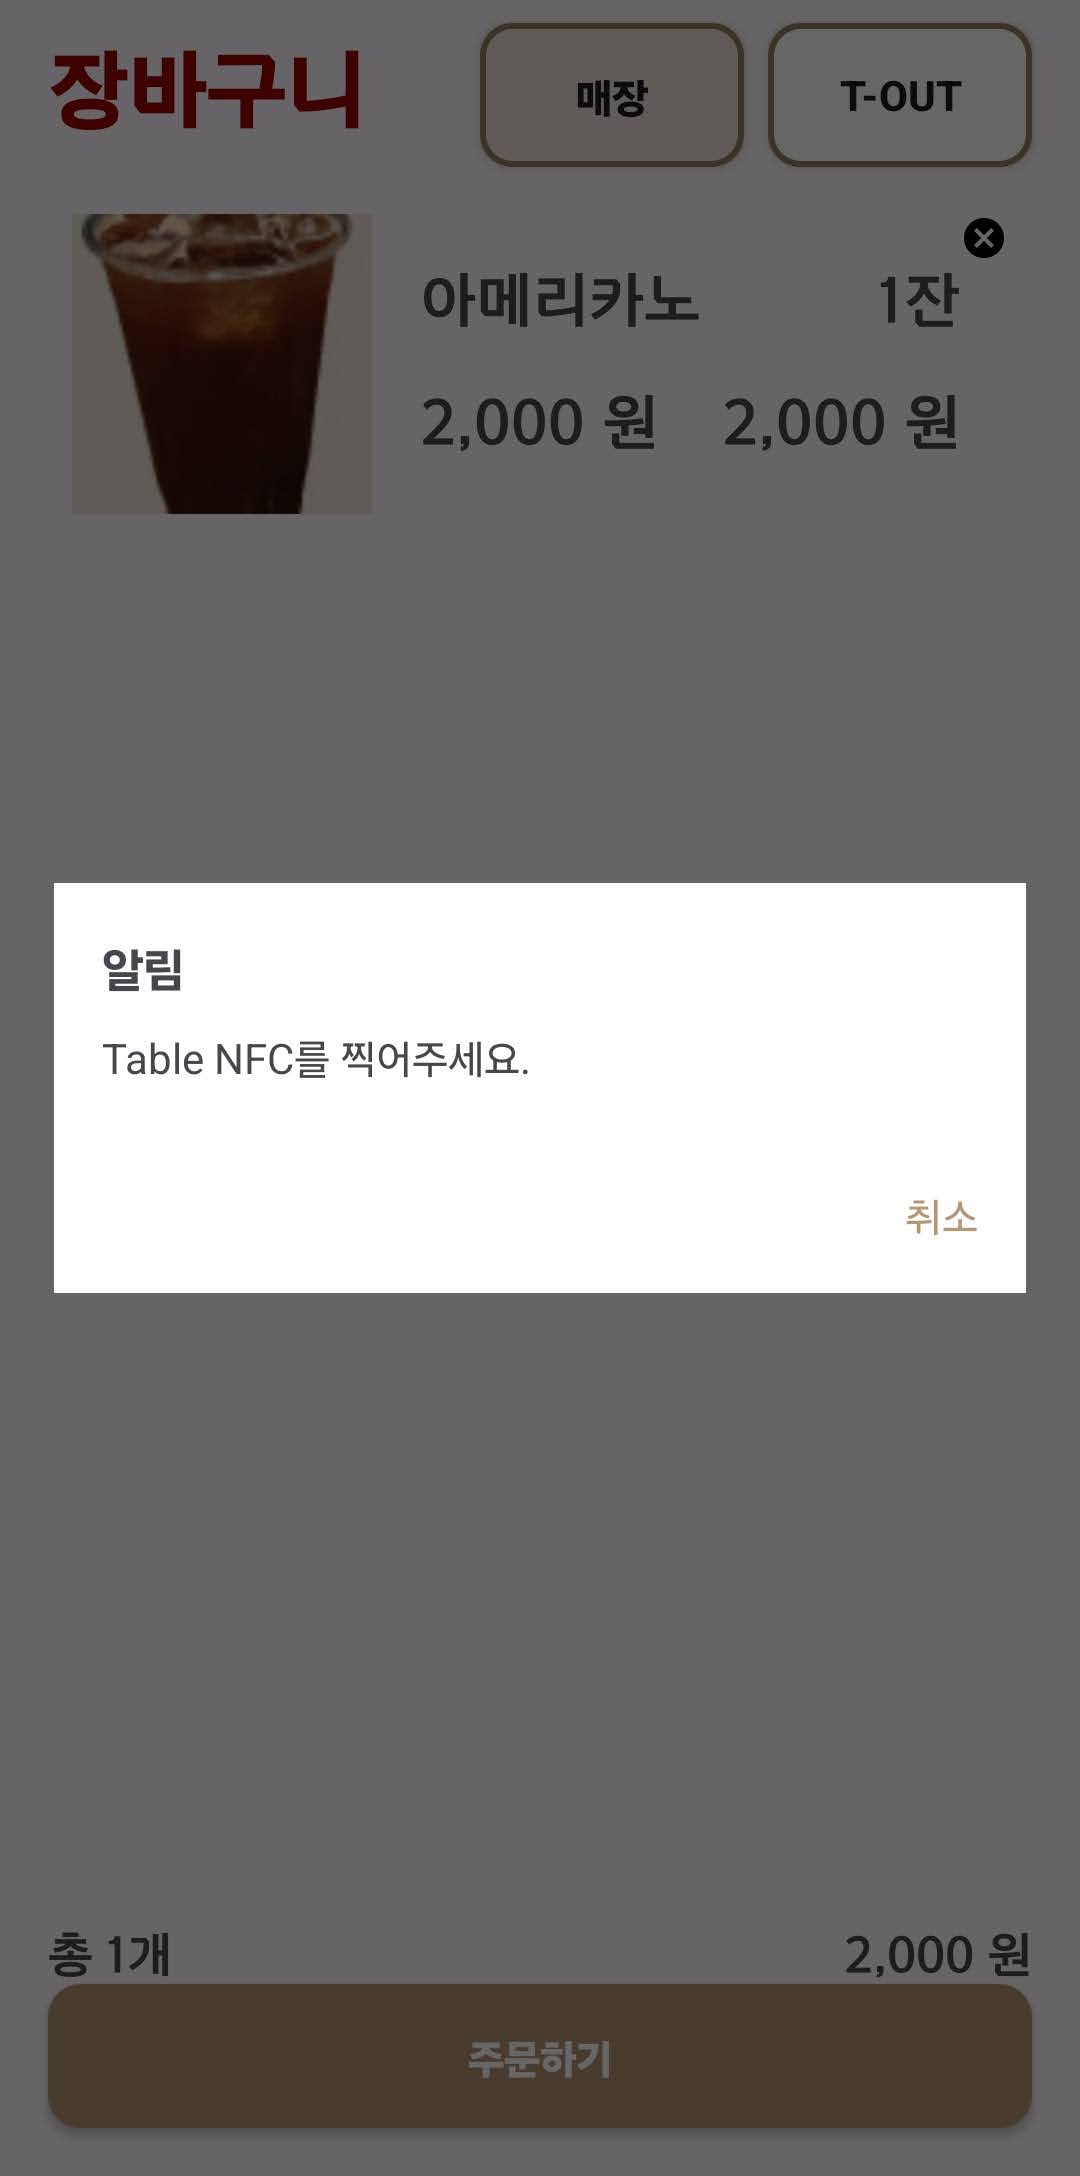 장바구니
매장
T-OUT
아메리카노 1잔
2,000 원 2,000 원
알림
Table NFC를 찍어주세요.
취소
총 1개 2,000 원
주문하기